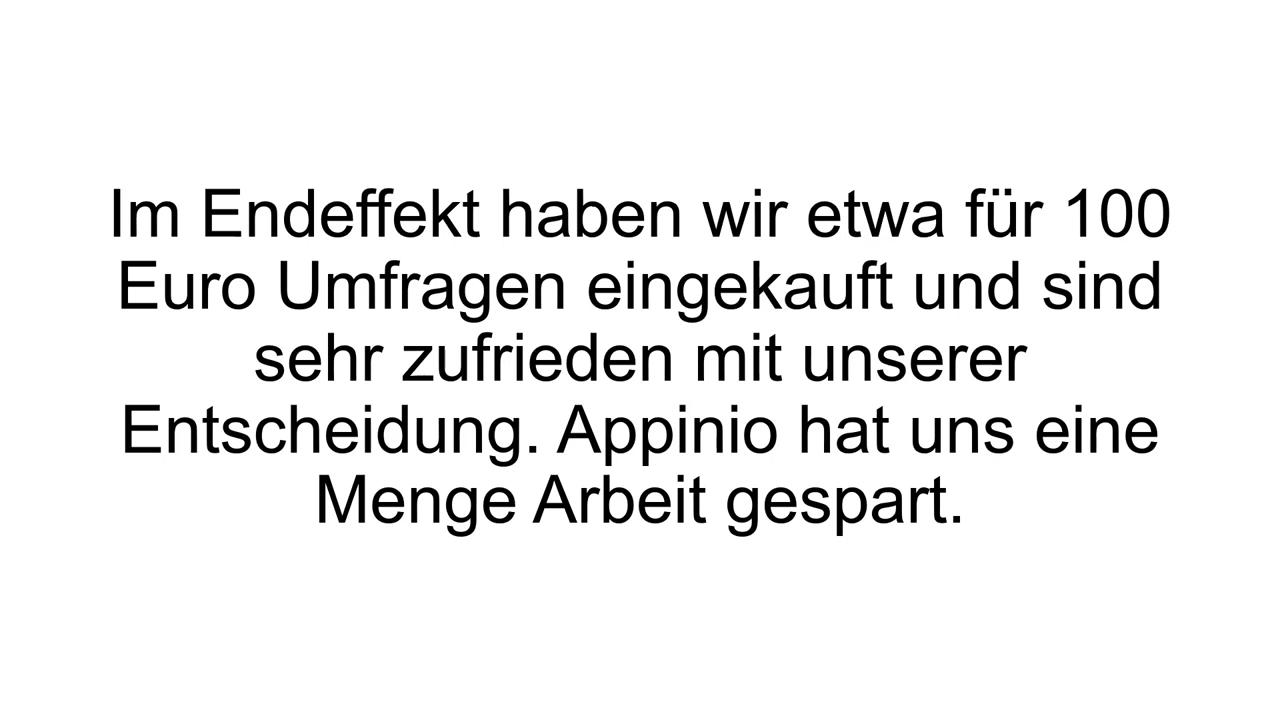 Im Endeffekt haben wir etwa für 100
Euro Umfragen eingekauft und sind
sehr zufrieden mit unserer
Entscheidung. Appinio hat uns eine
Menge Arbeit gespart.